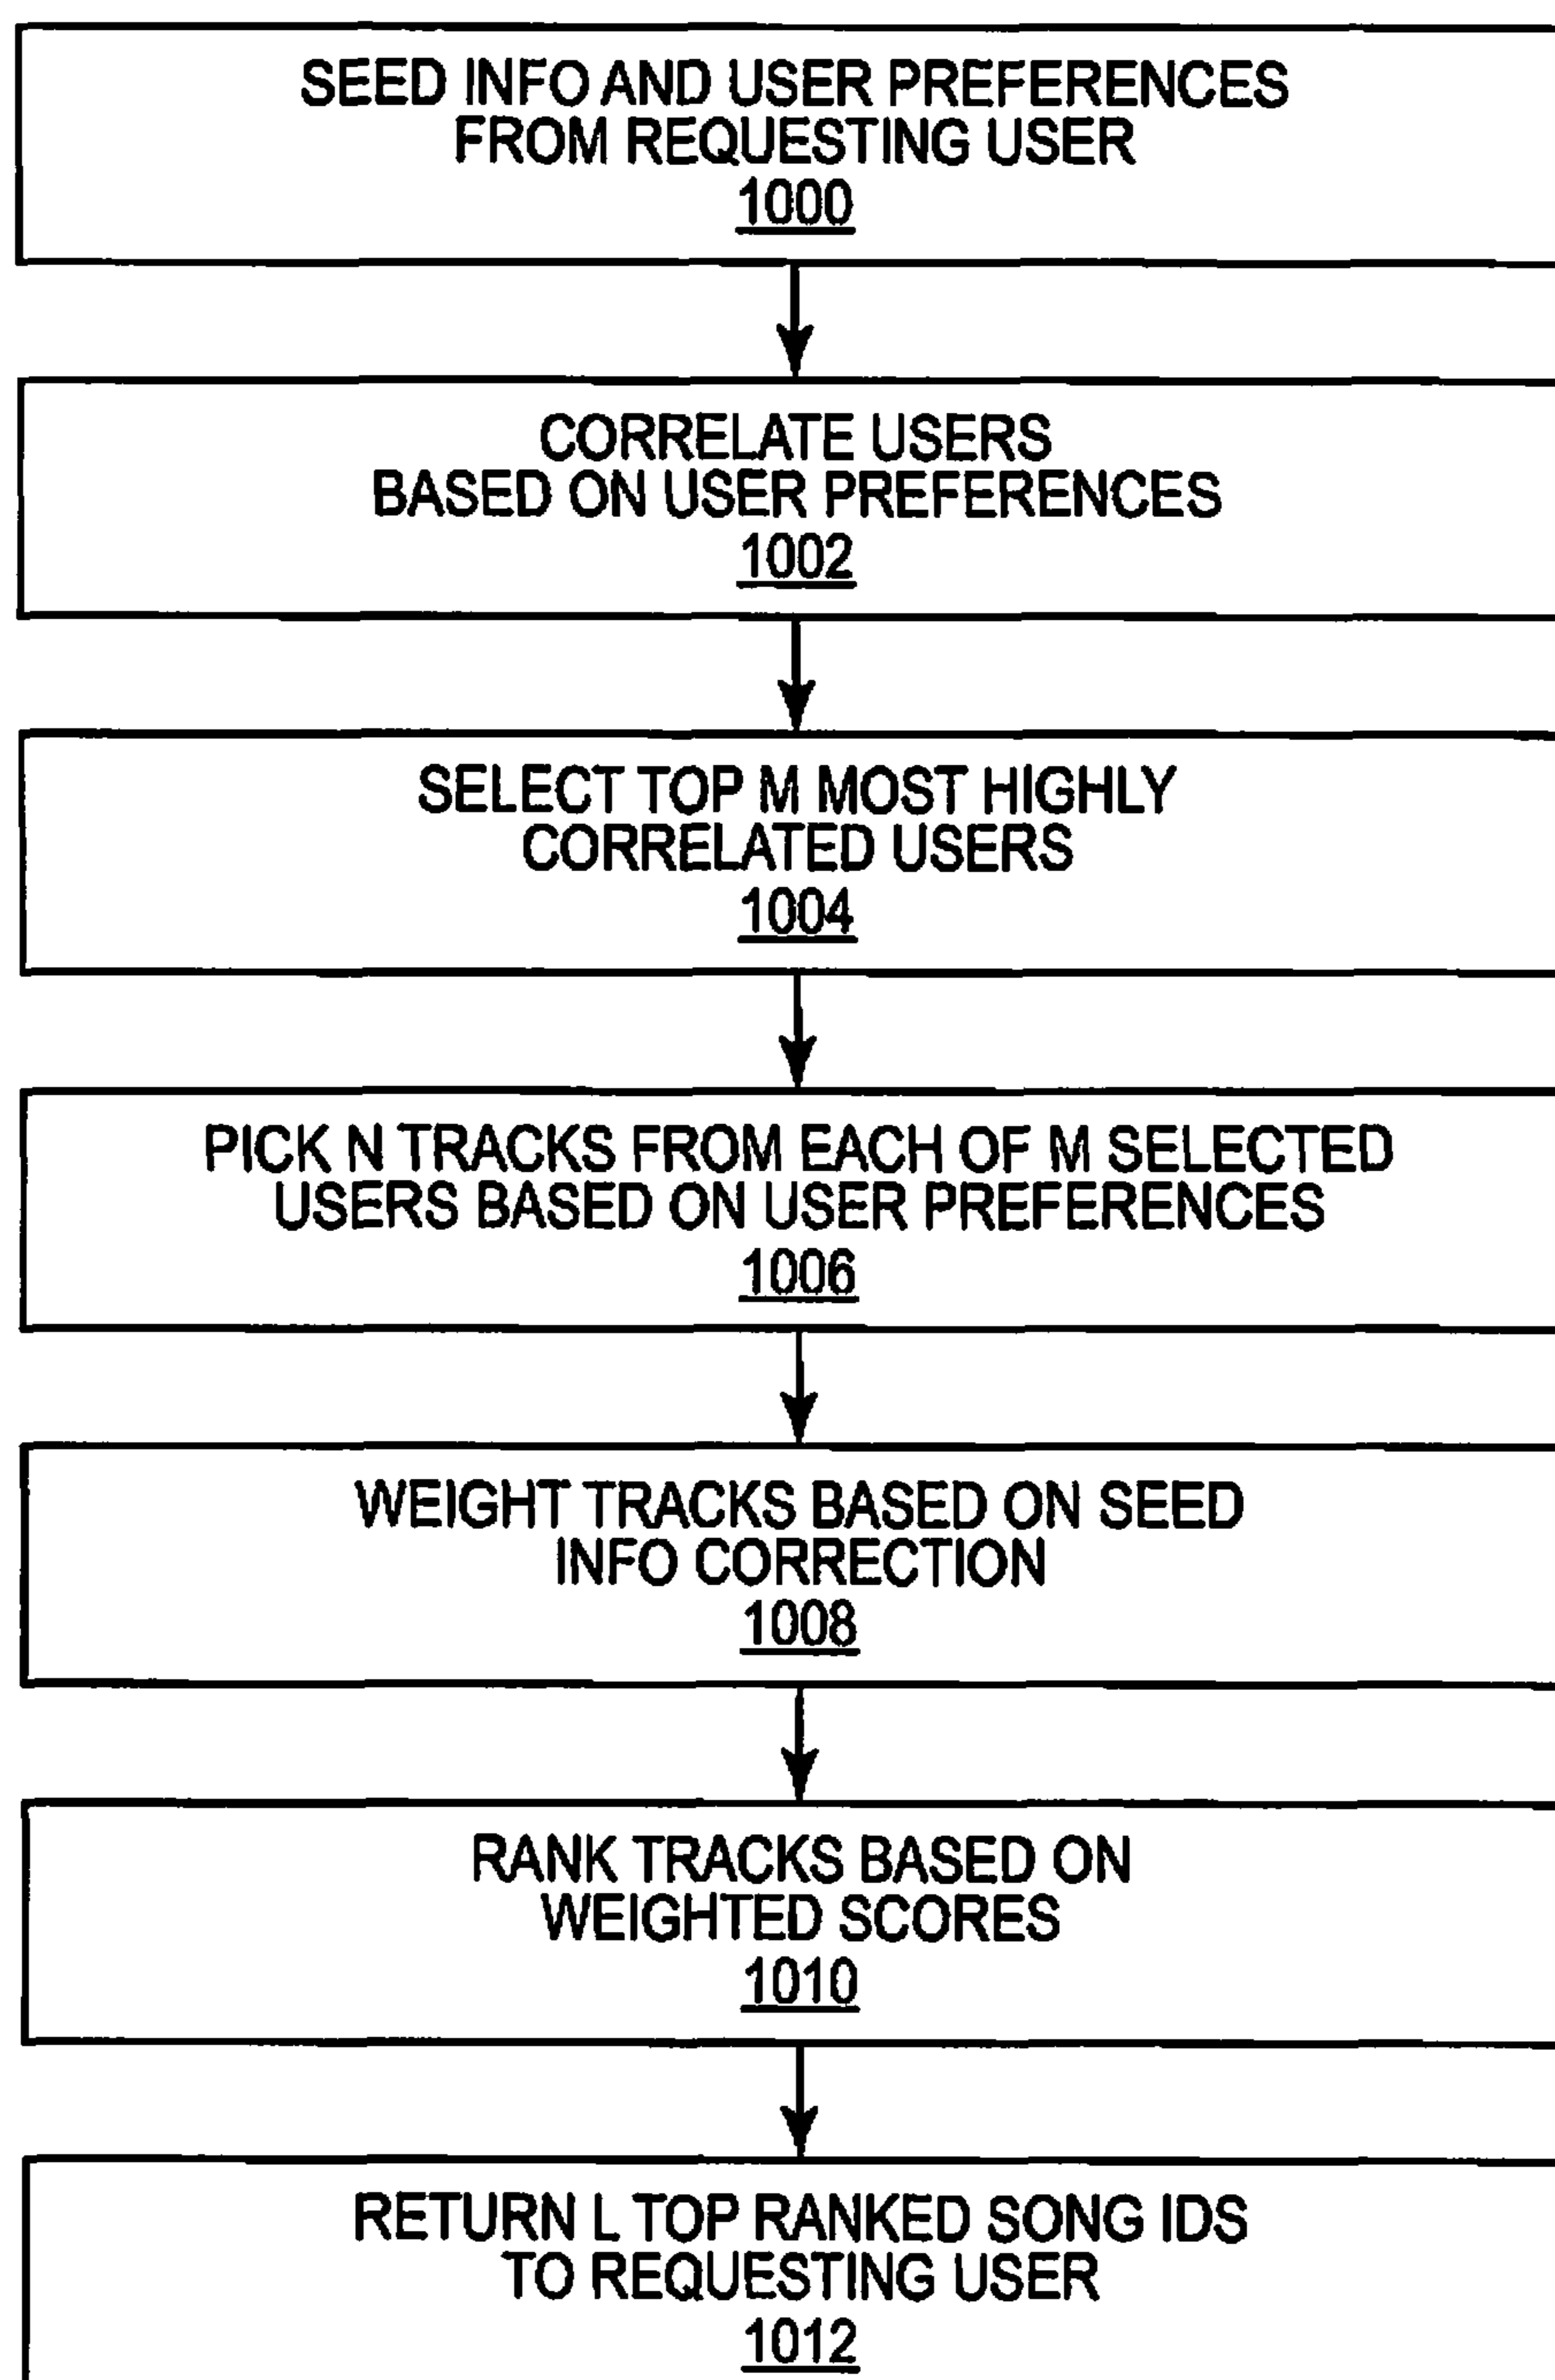 SEED INFO AND USER PREFERENCES
FROM REQUESTING USER
1000
CORRELATE USERS
BASED ON USER PREFERENCES
1002
SELECT TOP M MOST HIGHLY
CORRELATED USERS
1004
PICK N TRACKS FROM EACH OF M SELECTED
USERS BASED ON USER PREFERENCES
1006
WEIGHT TRACKS BASED ON SEED
INFO CORRECTION
1008
RANK TRACKS BASED ON
WEIGHTED SCORES
1010
RETURN L TOP RANKED SONG IDS
TO REQUESTING USER
1012